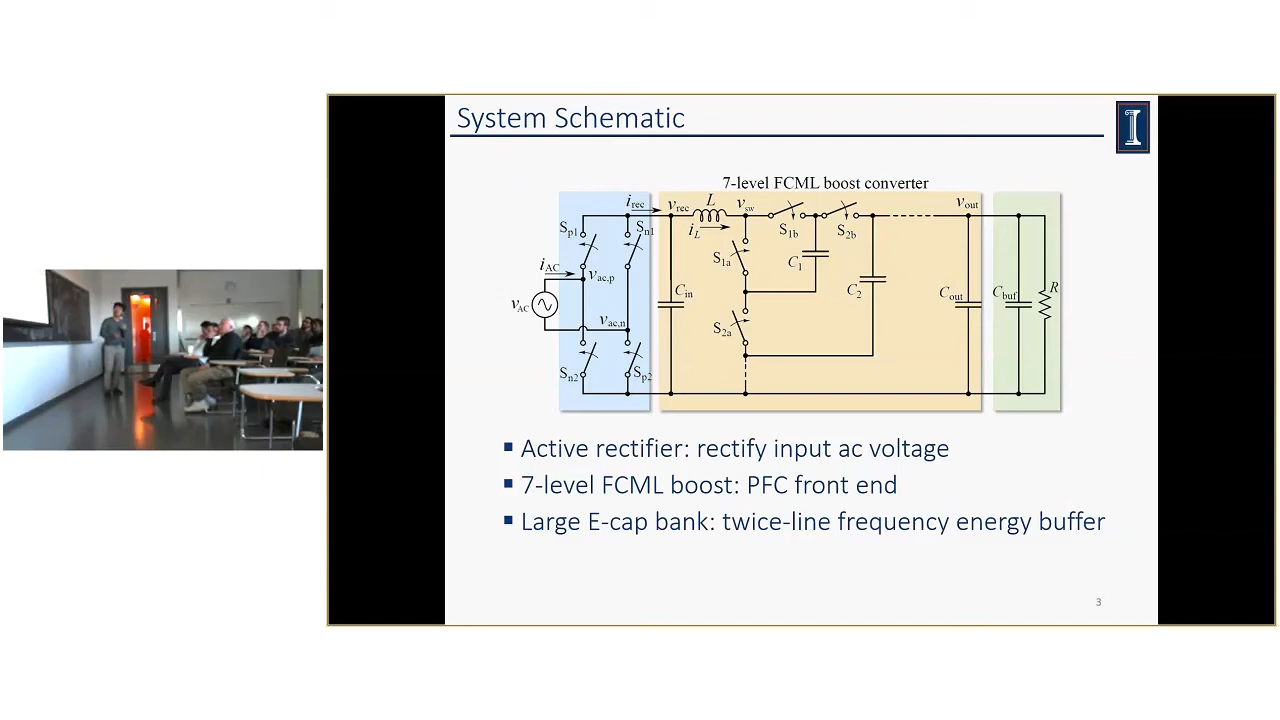 System Schematic
7-level FCML boost converter
i_rec v_rec L v_sw v_out
S_p1 S_n1 i_L S_1b S_2b
S_1a C_1
i_AC v_ac,p C_in C_2 C_out C_buf R
v_AC v_ac,n S_2a
S_n2 S_p2
▪ Active rectifier: rectify input ac voltage
▪ 7-level FCML boost: PFC front end
▪ Large E-cap bank: twice-line frequency energy buffer
3